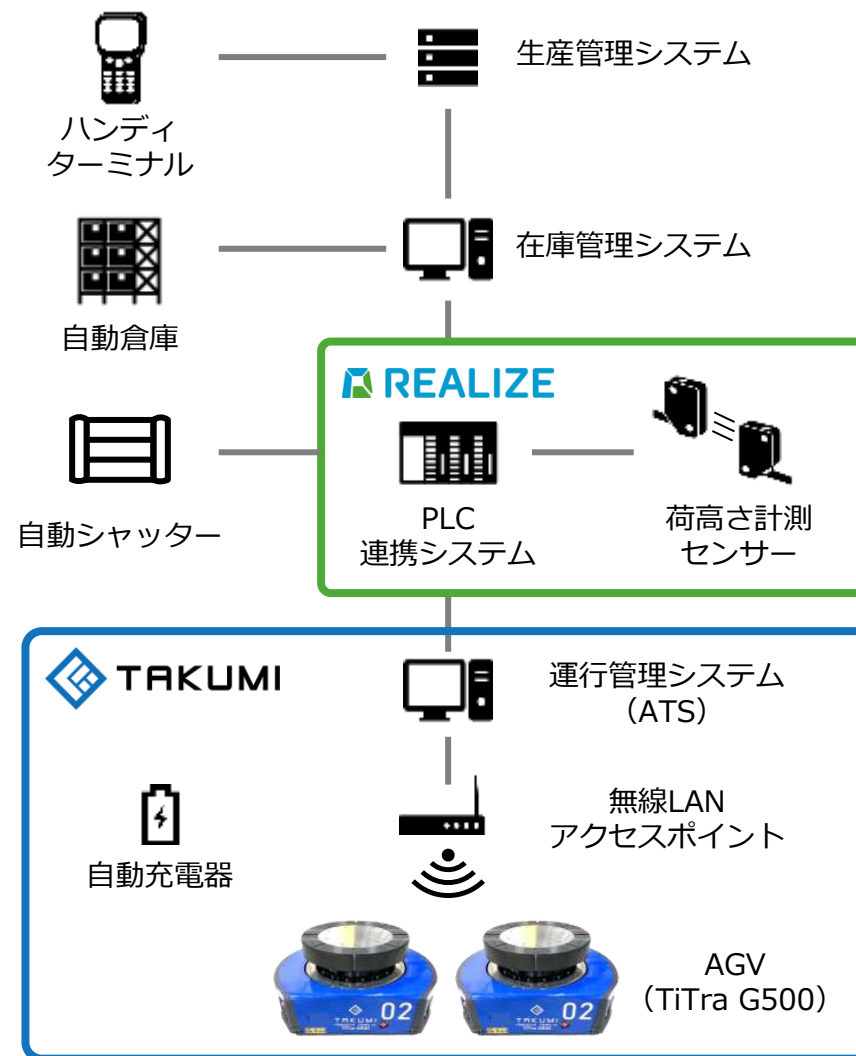 生産管理システム
ハンディ
ターミナル
在庫管理システム
自動倉庫
REALIZE
自動シャッター
PLC
連携システム
荷高さ計測
センサー
TAKUMI
運行管理システム
（ATS）
無線LAN
アクセスポイント
自動充電器
02
TAKUMI
02
TAKUMI
AGV
（TiTra G500）